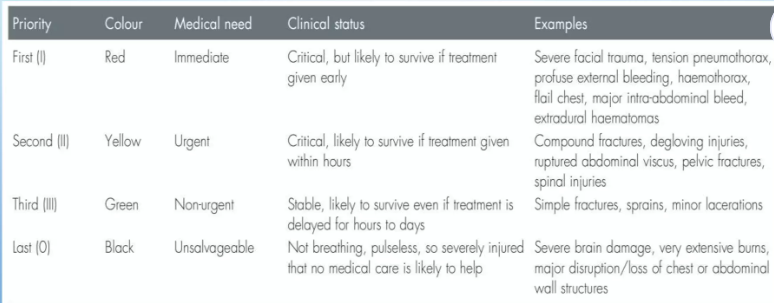 Priority Colour Medical need Clinical status Examples
First (I) Red Immediate Critical, but likely to survive if treatment Severe facial trauma, tension pneumothorax,
given early profuse external bleeding, haemothorax,
flail chest, major intra-abdominal bleed,
extradural haematomas
Second (II) Yellow Urgent Critical, likely to survive if treatment given Compound fractures, degloving injuries,
within hours ruptured abdominal viscus, pelvic fractures,
spinal injuries
Third (III) Green Non-urgent Stable, likely to survive even if treatment is Simple fractures, sprains, minor lacerations
delayed for hours to days
Last (0) Black Unsalvageable Not breathing, pulseless, so severely injured Severe brain damage, very extensive burns,
that no medical care is likely to help major disruption/loss of chest or abdominal
wall structures